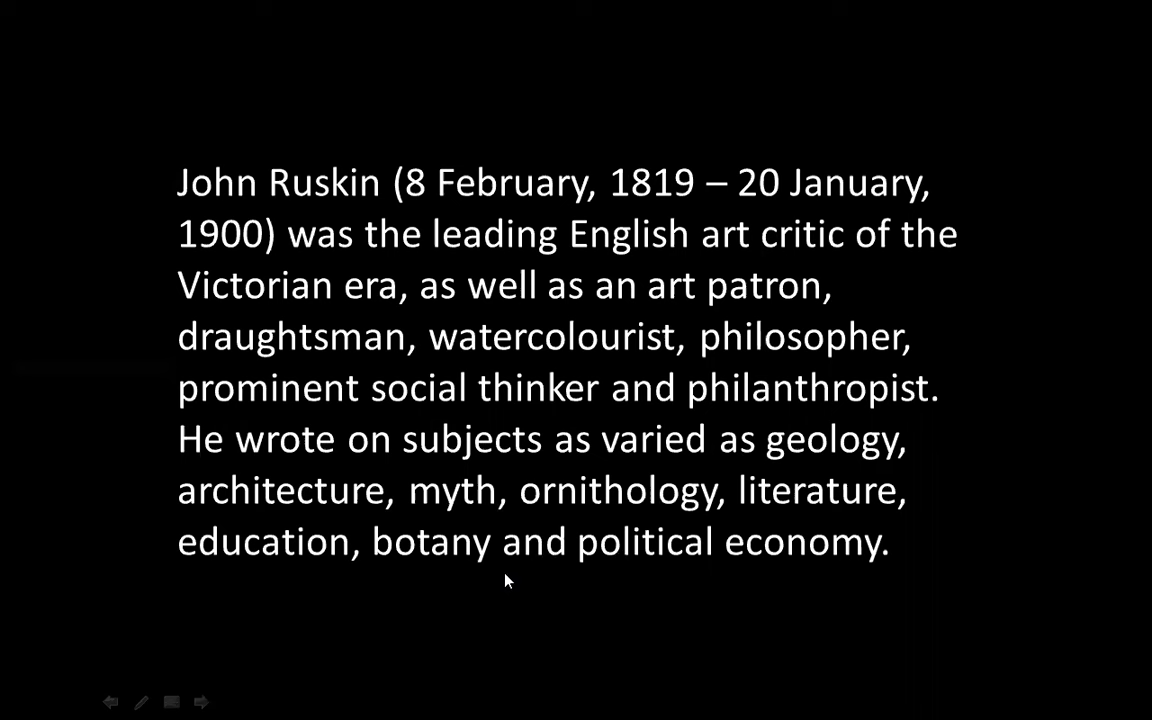 John Ruskin (8 February, 1819 – 20 January,
1900) was the leading English art critic of the
Victorian era, as well as an art patron,
draughtsman, watercolourist, philosopher,
prominent social thinker and philanthropist.
He wrote on subjects as varied as geology,
architecture, myth, ornithology, literature,
education, botany and political economy.